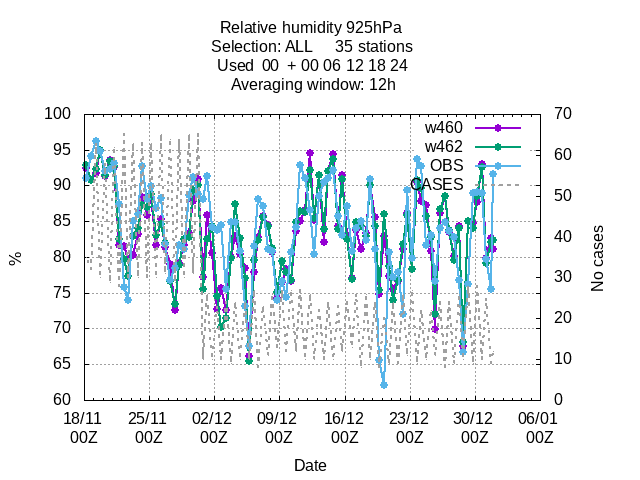 Relative humidity 925hPa
Selection: ALL 35 stations
Used 00 + 00 06 12 18 24
Averaging window: 12h
100 70
w460
w462
OBS
CASES
95
90
85
80
75
70
65
60
60
50
40
30
20
10
0
%
No cases
18/11 25/11 02/12 09/12 16/12 23/12 30/12 06/01
00Z 00Z 00Z 00Z 00Z 00Z 00Z 00Z
Date